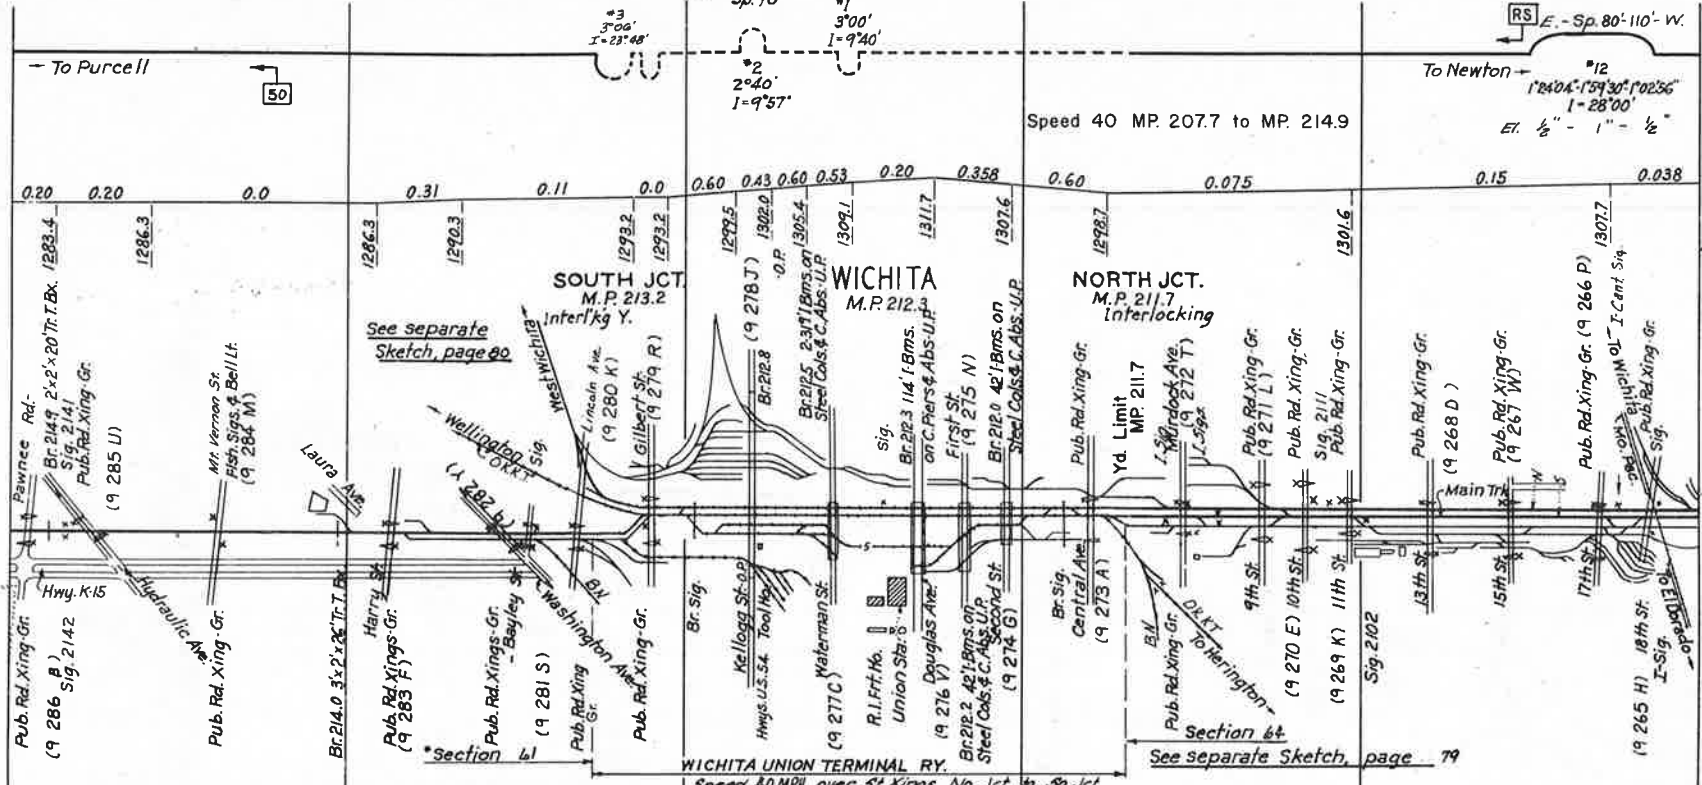 #3
3°06'
I=23°48'
#1
3°00'
I=9°40'
#2
2°40'
I=9°57'
← To Purcell
50
To Newton →
RS
E.-Sp. 80'-110'-W.
#12
1°24'04"-1°59'30"-1°02'56"
I=28°00'
El. ½" - 1" - ½"
Speed 40 MP. 207.7 to MP. 214.9
0.20 0.20 0.0 0.31 0.11 0.0 0.60 0.43 0.60 0.53 0.20 0.358 0.60 0.075 0.15 0.038
1283.4 1286.3 1286.3 1290.3 1293.2 1293.2 1299.5 1302.0 1305.4 1309.1 1311.7 1307.6 1298.7 1301.6 1307.7
SOUTH JCT.
M.P. 213.2
Interl'kg Y.
WICHITA
M.P. 212.3
NORTH JCT.
M.P. 211.7
Interlocking
See separate
Sketch, page 80
Pawnee Rd.-
Br. 214.9 2'x2'x20' Tr. T. Bx.
Sig. 2141
Pub. Rd. Xing-Gr.
(9 285 U)
Mt. Vernon St.
Flsh. Sigs. & Bell Lt.
(9 284 M)
Laura Ave.
West Wichita
Wellington
O.K.K.T.
(9 282 Y)
Sig.
Lincoln Ave.
(9 280 K)
Gilbert St.
(9 279 R)
(9 278 J)
O.P.
Br. 212.8
Br. 212.5 2-31'I-Bms. on
Steel Cols. & C. Abs.-U.P.
Sig.
Br. 212.3 114' I-Bms.
on C. Piers & Abs-U.P.
First St.
(9 275 N)
Br. 212.0 42' I-Bms. on
Steel Cols & C. Abs.-U.P.
Pub. Rd. Xing-Gr.
Yd. Limit
MP. 211.7
I. Sig.
Murdock Ave.
(9 272 T)
I. Sigs.
Pub. Rd. Xing-Gr.
(9 271 L)
Pub. Rd. Xing-Gr.
Sig. 2111
Pub. Rd. Xing-Gr.
Pub. Rd. Xing-Gr.
(9 268 D)
Pub. Rd. Xing-Gr.
(9 267 W)
Main Trk.
N
S
Pub. Rd. Xing-Gr. (9 266 P)
I-Cant Sig.
To Wichita
Mo. Pac.
Pub. Rd Xing-Gr.
Sig.
Hwy. K-15
Pub. Rd. Xing-Gr.
(9 286 B)
Sig. 2142
Hydraulic Ave.
Pub. Rd. Xing-Gr
Br. 214.0 3'x2'x26' Tr. T. Bx
Harry St.
Pub. Rd. Xings-Gr.
(9 283 F)
Pub. Rd. Xings-Gr.
-Bayley St.
(9 281 S)
Washington Ave.
B.N.
Pub. Rd. Xing
Gr.
Pub. Rd. Xing-Gr
Br. Sig.
Kellogg St.-O.P.
Hwys. U.S. 54
Tool Ho.
Waterman St.
(9 277 C)
S
R.I. Frt. Ho.
Union Sta.
Douglas Ave.
(9 276 V)
Br. 212.2 42' I-Bms. on
Steel Cols. & C. Abs. U.P.
Second St.
(9 274 G)
Br. Sig.
Central Ave.
(9 273 A)
B.N.
Pub. Rd. Xing-Gr.
OKKT
To Herington
9th St.
10th St.
(9 270 E)
11th St.
(9 269 K)
Sig 2102
13th St.
15th St.
17th St.
18th St.
(9 265 H)
I-Sig.
To El Dorado
Section 61
Section 64
See separate Sketch, page 79
WICHITA UNION TERMINAL RY.